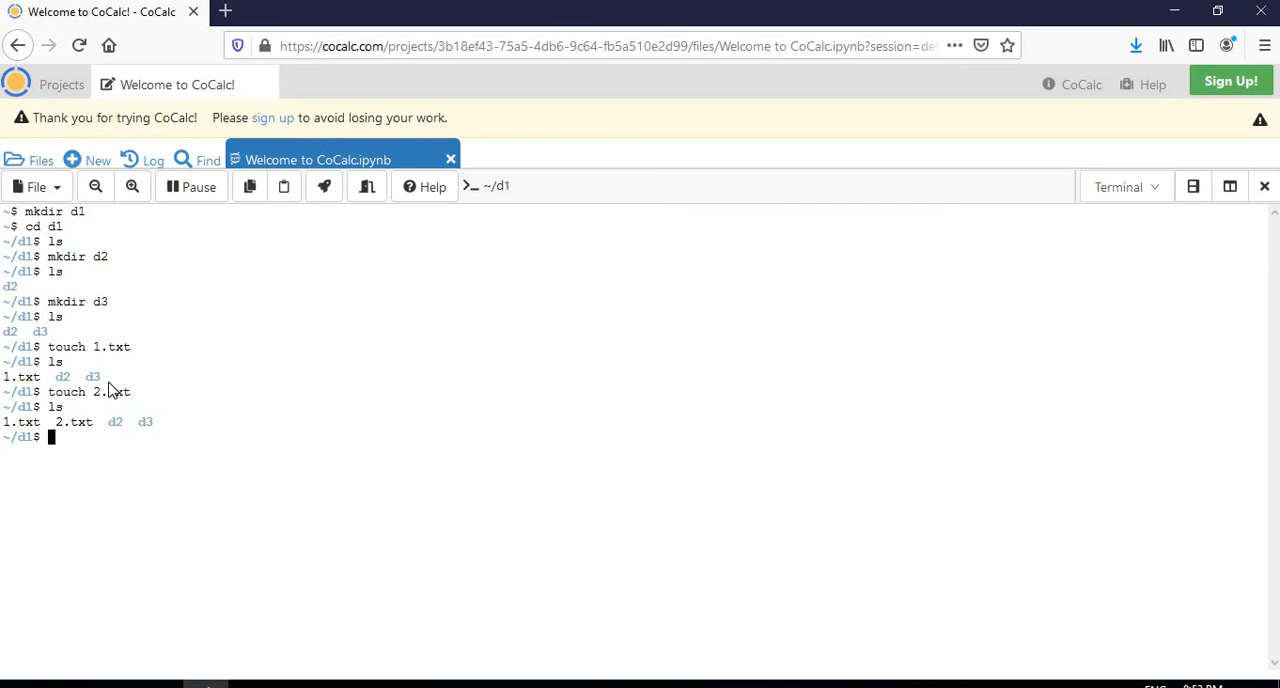 Welcome to CoCalc! - CoCalc
https://cocalc.com/projects/3b18ef43-75a5-4db6-9c64-fb5a510e2d99/files/Welcome to CoCalc.ipynb?session=de
Projects Welcome to CoCalc! CoCalc Help Sign Up!
Thank you for trying CoCalc! Please sign up to avoid losing your work.
Files New Log Find Welcome to CoCalc.ipynb
File Pause Help ~/d1 Terminal
~$ mkdir d1
~$ cd d1
~/d1$ ls
~/d1$ mkdir d2
~/d1$ ls
d2
~/d1$ mkdir d3
~/d1$ ls
d2 d3
~/d1$ touch 1.txt
~/d1$ ls
1.txt d2 d3
~/d1$ touch 2.txt
~/d1$ ls
1.txt 2.txt d2 d3
~/d1$